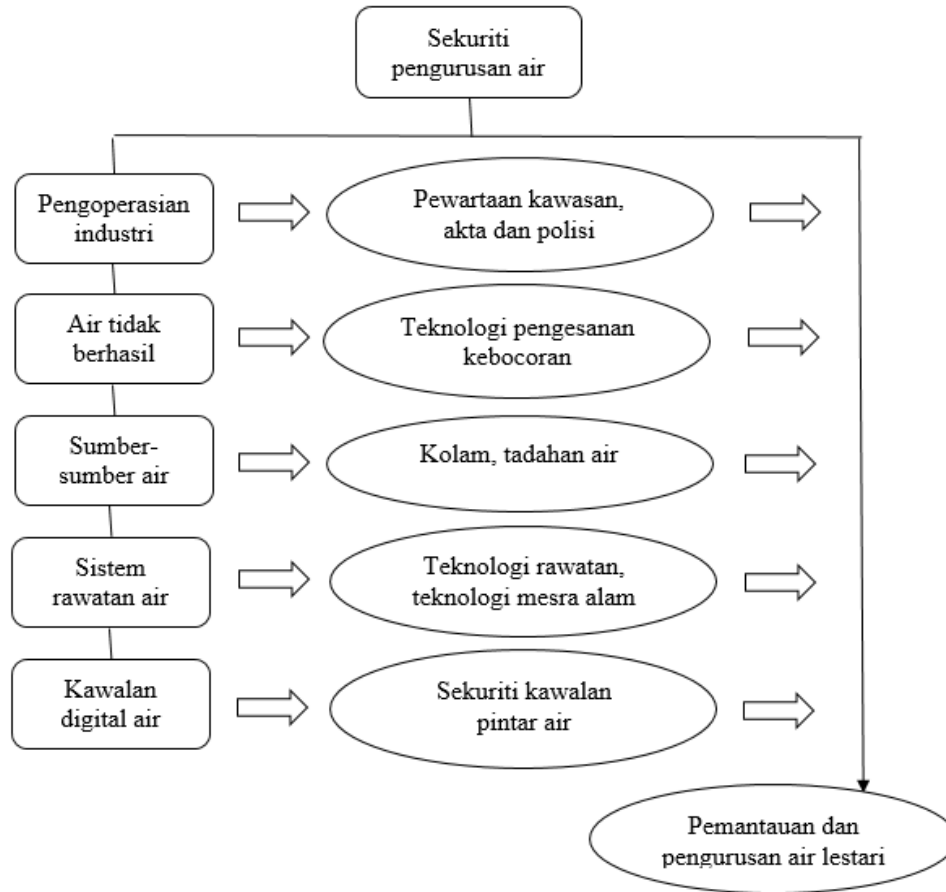 Sekuriti
pengurusan air
Pengoperasian
industri
Pewartaan kawasan,
akta dan polisi
Air tidak
berhasil
Teknologi pengesanan
kebocoran
Sumber-
sumber air
Kolam, tadahan air
Sistem
rawatan air
Teknologi rawatan,
teknologi mesra alam
Kawalan
digital air
Sekuriti kawalan
pintar air
Pemantauan dan
pengurusan air lestari